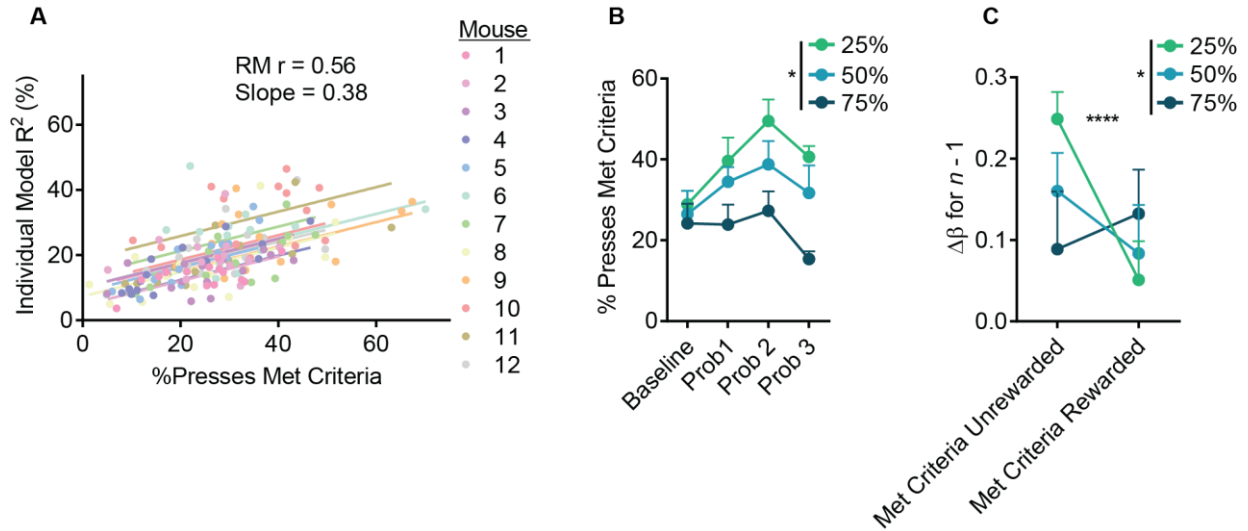 A
RM r = 0.56
Slope = 0.38
Individual Model R² (%)
60
40
20
0
0 20 40 60
%Presses Met Criteria
Mouse
1
2
3
4
5
6
7
8
9
10
11
12
B
25%
50%
75%
*
% Presses Met Criteria
60
40
20
0
Baseline
Prob1
Prob 2
Prob 3
C
25%
50%
75%
*
****
Δβ for n - 1
0.3
0.2
0.1
0.0
Met Criteria Unrewarded
Met Criteria Rewarded